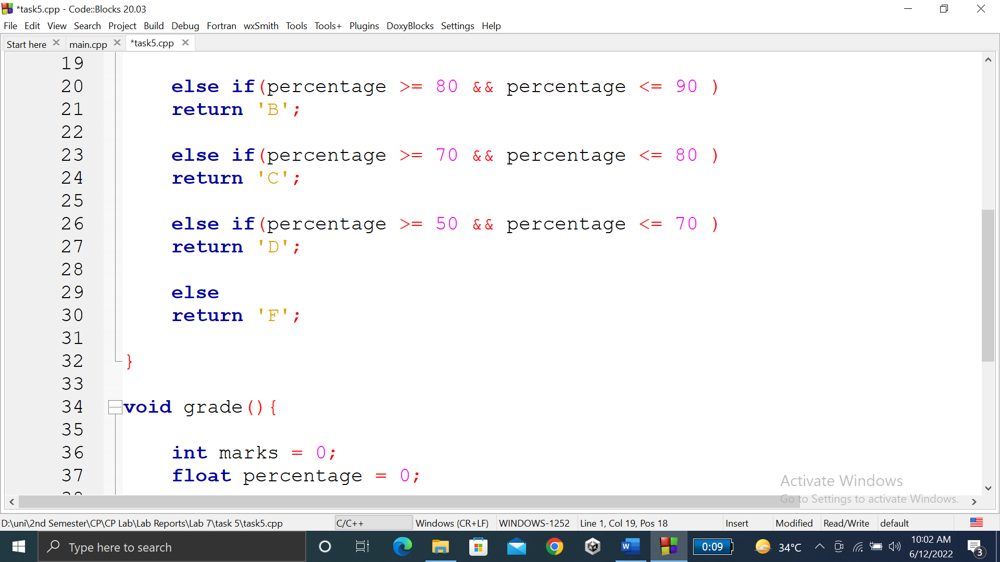 *task5.cpp - Code::Blocks 20.03
File Edit View Search Project Build Debug Fortran wxSmith Tools Tools+ Plugins DoxyBlocks Settings Help
Start here main.cpp *task5.cpp
19
20 else if(percentage >= 80 && percentage <= 90 )
21 return 'B';
22
23 else if(percentage >= 70 && percentage <= 80 )
24 return 'C';
25
26 else if(percentage >= 50 && percentage <= 70 )
27 return 'D';
28
29 else
30 return 'F';
31
32 }
33
34 void grade(){
35
36 int marks = 0;
37 float percentage = 0;
Activate Windows
Go to Settings to activate Windows.
D:\uni\2nd Semester\CP\CP Lab\Lab Reports\Lab 7\task 5\task5.cpp C/C++ Windows (CR+LF) WINDOWS-1252 Line 1, Col 19, Pos 18 Insert Modified Read/Write default
Type here to search W 0:09 34°C 10:02 AM
6/12/2022 3